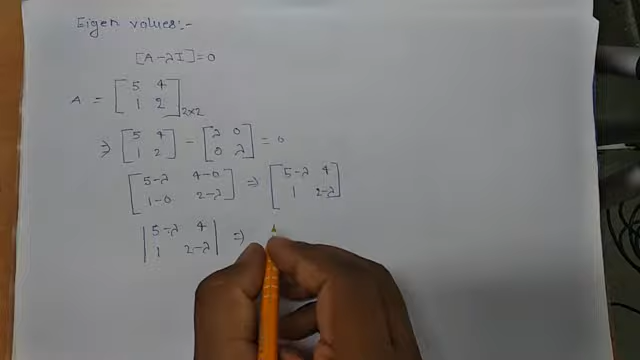 Eigen values:-
[A-λI]=0
A = [5 4; 1 2]2×2
⇒ [5 4; 1 2] - [λ 0; 0 λ] = 0
[5-λ 4-0; 1-0 2-λ] ⇒ [5-λ 4; 1 2-λ]
|5-λ 4; 1 2-λ| ⇒